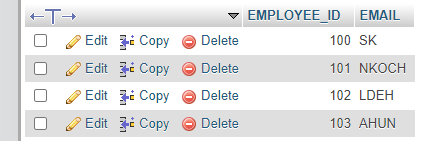 EMPLOYEE_ID EMAIL
Edit Copy Delete 100 SK
Edit Copy Delete 101 NKOCH
Edit Copy Delete 102 LDEH
Edit Copy Delete 103 AHUN